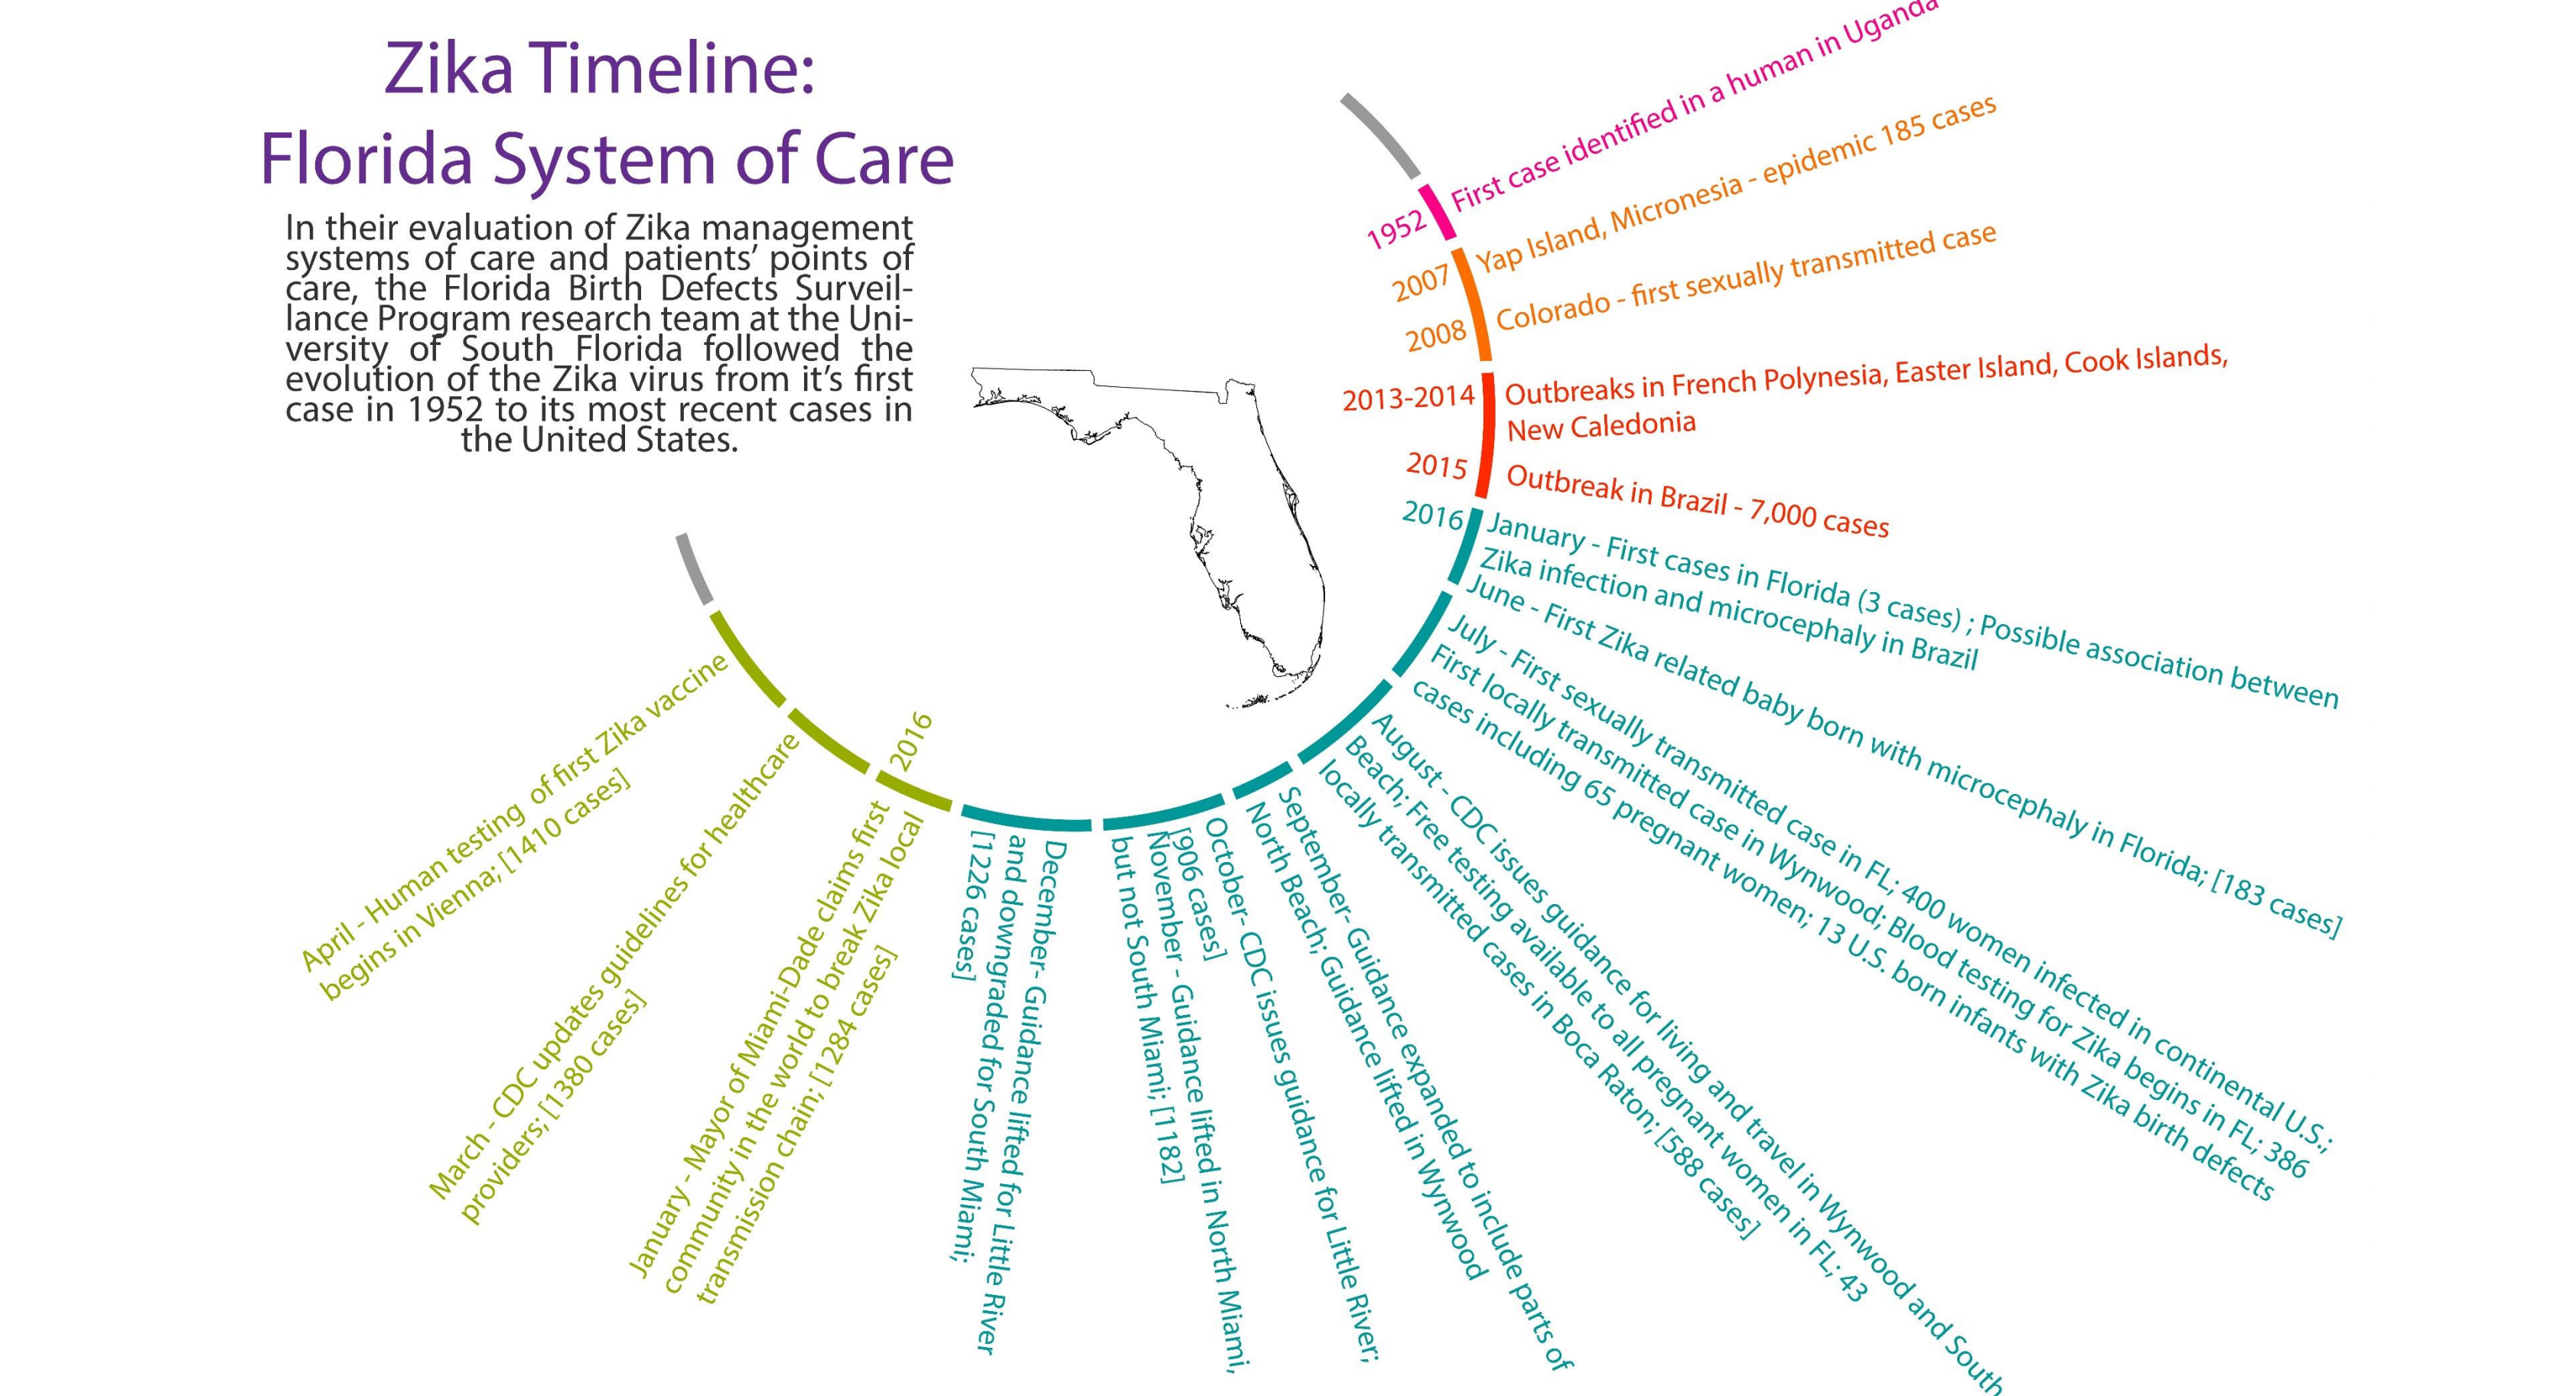 Zika Timeline:
Florida System of Care
In their evaluation of Zika management
systems of care and patients’ points of
care, the Florida Birth Defects Surveil-
lance Program research team at the Uni-
versity of South Florida followed the
evolution of the Zika virus from it’s first
case in 1952 to its most recent cases in
the United States.
1952
First case identified in a human in Uganda
2007
Yap Island, Micronesia - epidemic 185 cases
2008
Colorado - first sexually transmitted case
2013-2014
Outbreaks in French Polynesia, Easter Island, Cook Islands,
New Caledonia
2015
Outbreak in Brazil - 7,000 cases
2016
January - First cases in Florida (3 cases) ; Possible association between
Zika infection and microcephaly in Brazil
June - First Zika related baby born with microcephaly in Florida; [183 cases]
July - First sexually transmitted case in FL; 400 women infected in continental U.S.;
First locally transmitted case in Wynwood; Blood testing for Zika begins in FL; 386
cases including 65 pregnant women; 13 U.S. born infants with Zika birth defects
August - CDC issues guidance for living and travel in Wynwood and South
Beach; Free testing available to all pregnant women in FL; 43
locally transmitted cases in Boca Raton; [588 cases]
September- Guidance expanded to include parts of
North Beach; Guidance lifted in Wynwood
October- CDC issues guidance for Little River;
[906 cases]
November - Guidance lifted in North Miami,
but not South Miami; [1182]
December- Guidance lifted for Little River
and downgraded for South Miami;
[1226 cases]
2016
January - Mayor of Miami-Dade claims first
community in the world to break Zika local
transmission chain; [1284 cases]
March - CDC updates guidelines for healthcare
providers; [1380 cases]
April - Human testing of first Zika vaccine
begins in Vienna; [1410 cases]